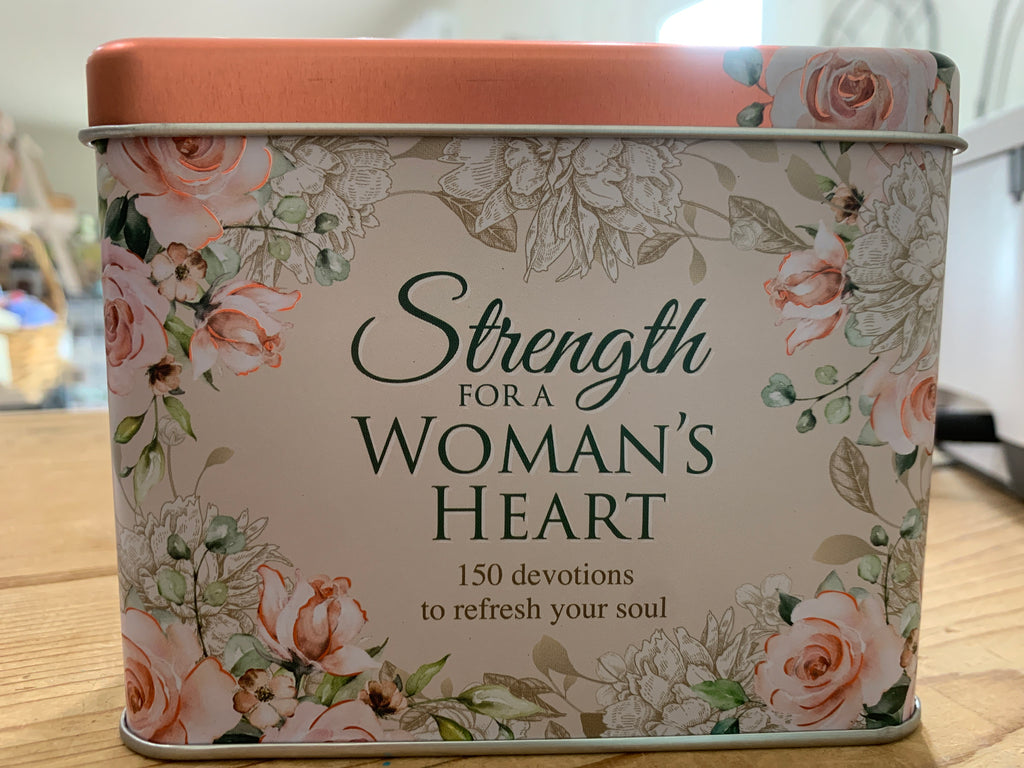 Strength
FOR A
WOMAN'S
HEART
150 devotions
to refresh your soul